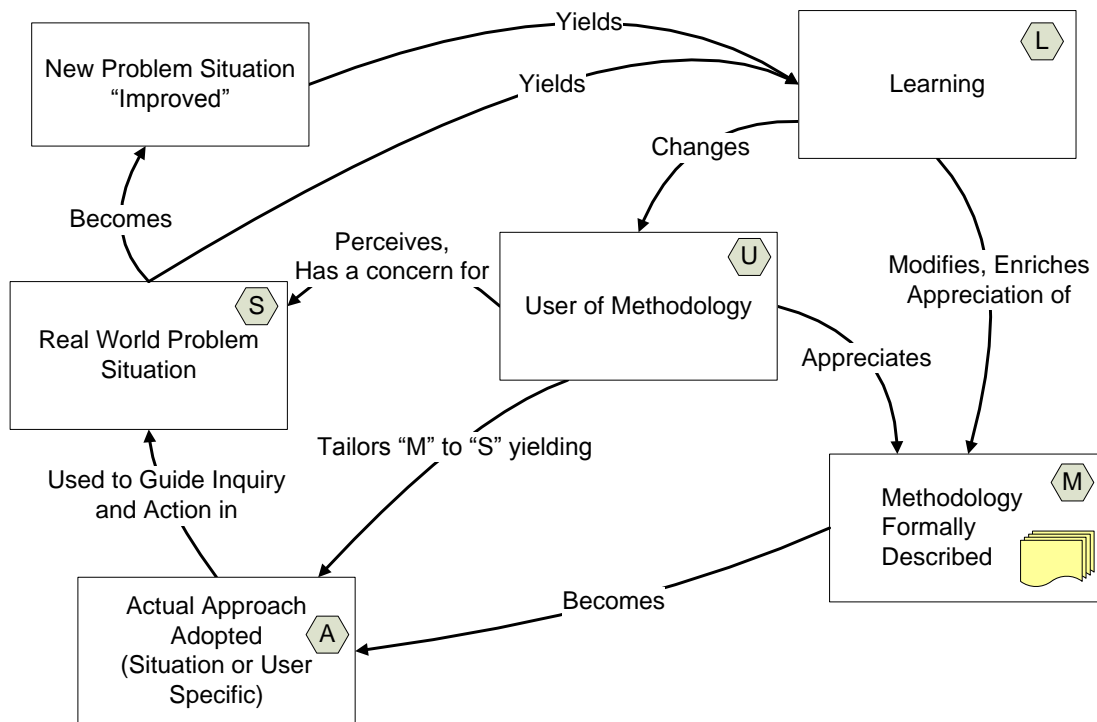 Yields
L
New Problem Situation
“Improved”
Yields
Learning
Changes
Becomes
Perceives,
Has a concern for
U
User of Methodology
Modifies, Enriches
Appreciation of
S
Real World Problem
Situation
Appreciates
Tailors “M” to “S” yielding
Used to Guide Inquiry
and Action in
M
Methodology
Formally
Described
Becomes
Actual Approach
Adopted
(Situation or User
Specific)
A